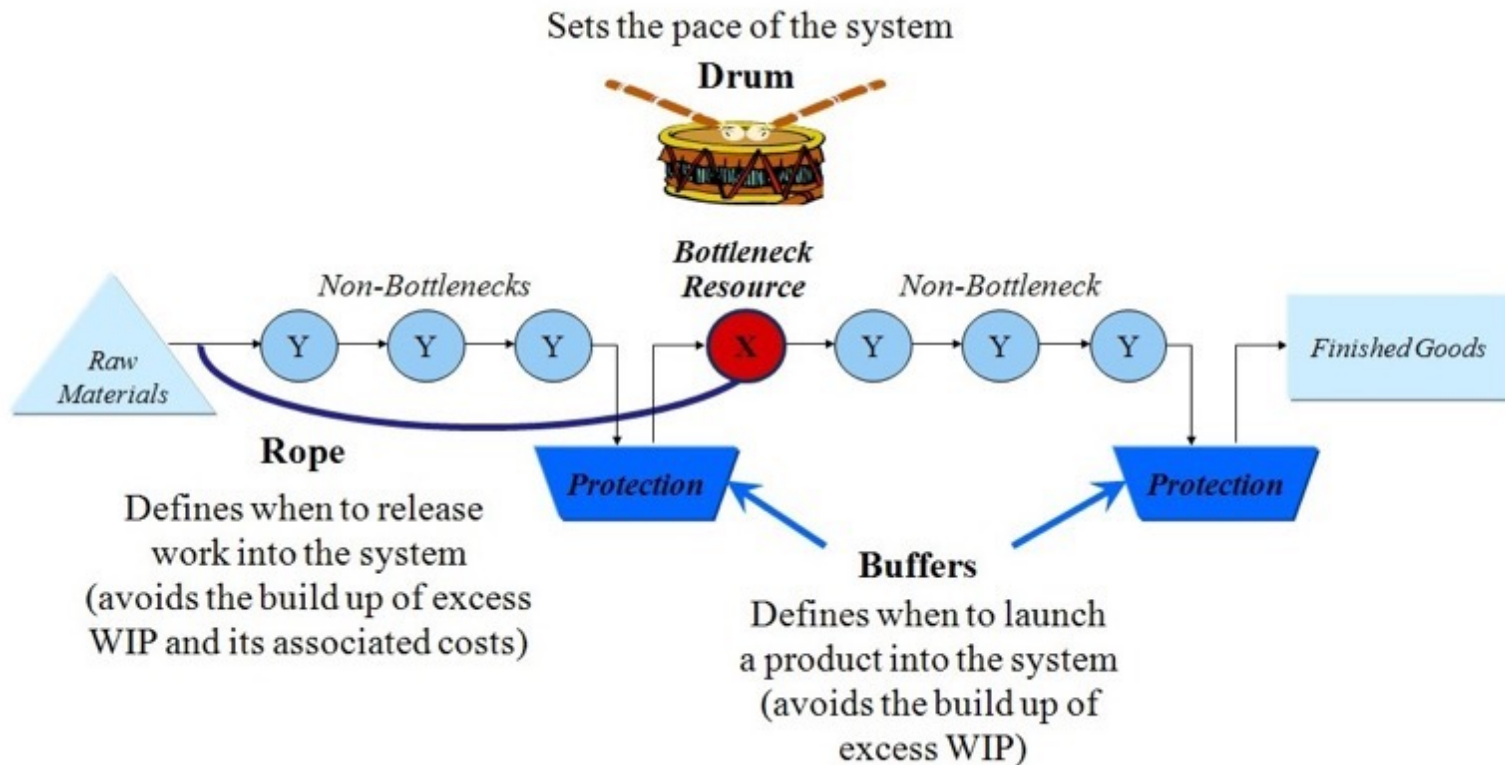 Sets the pace of the system
Drum
Bottleneck
Resource
Non-Bottlenecks
Non-Bottleneck
Raw
Materials
Y
Y
Y
X
Y
Y
Y
Finished Goods
Rope
Defines when to release
work into the system
(avoids the build up of excess
WIP and its associated costs)
Protection
Protection
Buffers
Defines when to launch
a product into the system
(avoids the build up of
excess WIP)